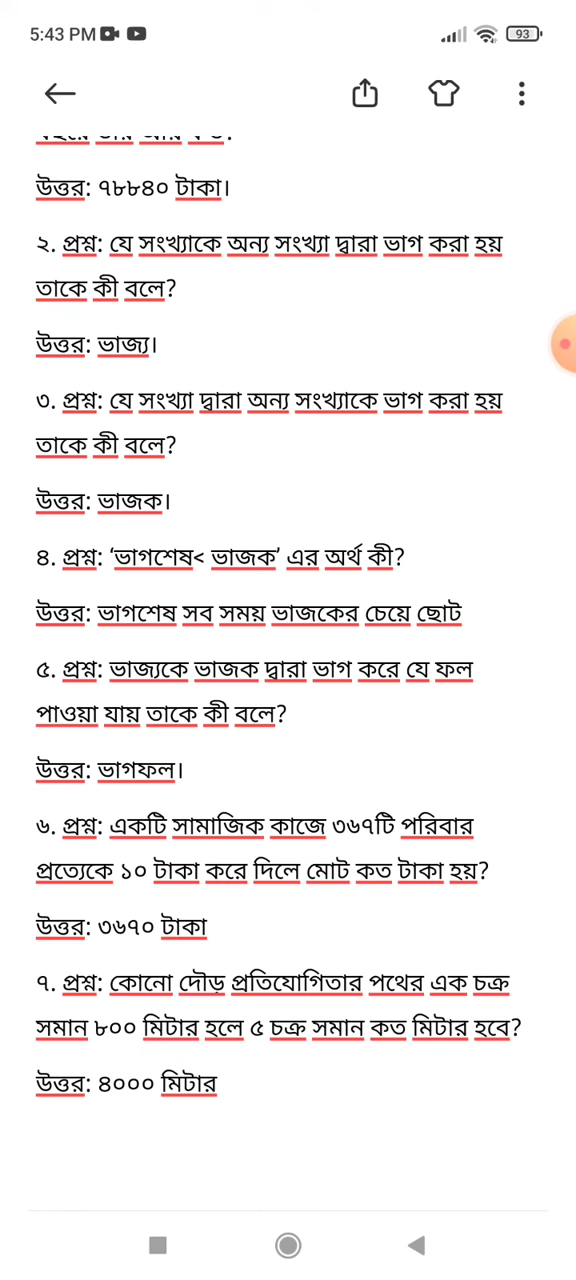 5:43 PM
93
উত্তর: ৭৮৮৪০ টাকা।
২. প্রশ্ন: যে সংখ্যাকে অন্য সংখ্যা দ্বারা ভাগ করা হয়
তাকে কী বলে?
উত্তর: ভাজ্য।
৩. প্রশ্ন: যে সংখ্যা দ্বারা অন্য সংখ্যাকে ভাগ করা হয়
তাকে কী বলে?
উত্তর: ভাজক।
৪. প্রশ্ন: ‘ভাগশেষ< ভাজক’ এর অর্থ কী?
উত্তর: ভাগশেষ সব সময় ভাজকের চেয়ে ছোট
৫. প্রশ্ন: ভাজ্যকে ভাজক দ্বারা ভাগ করে যে ফল
পাওয়া যায় তাকে কী বলে?
উত্তর: ভাগফল।
৬. প্রশ্ন: একটি সামাজিক কাজে ৩৬৭টি পরিবার
প্রত্যেকে ১০ টাকা করে দিলে মোট কত টাকা হয়?
উত্তর: ৩৬৭০ টাকা
৭. প্রশ্ন: কোনো দৌড় প্রতিযোগিতার পথের এক চক্র
সমান ৮০০ মিটার হলে ৫ চক্র সমান কত মিটার হবে?
উত্তর: ৪০০০ মিটার